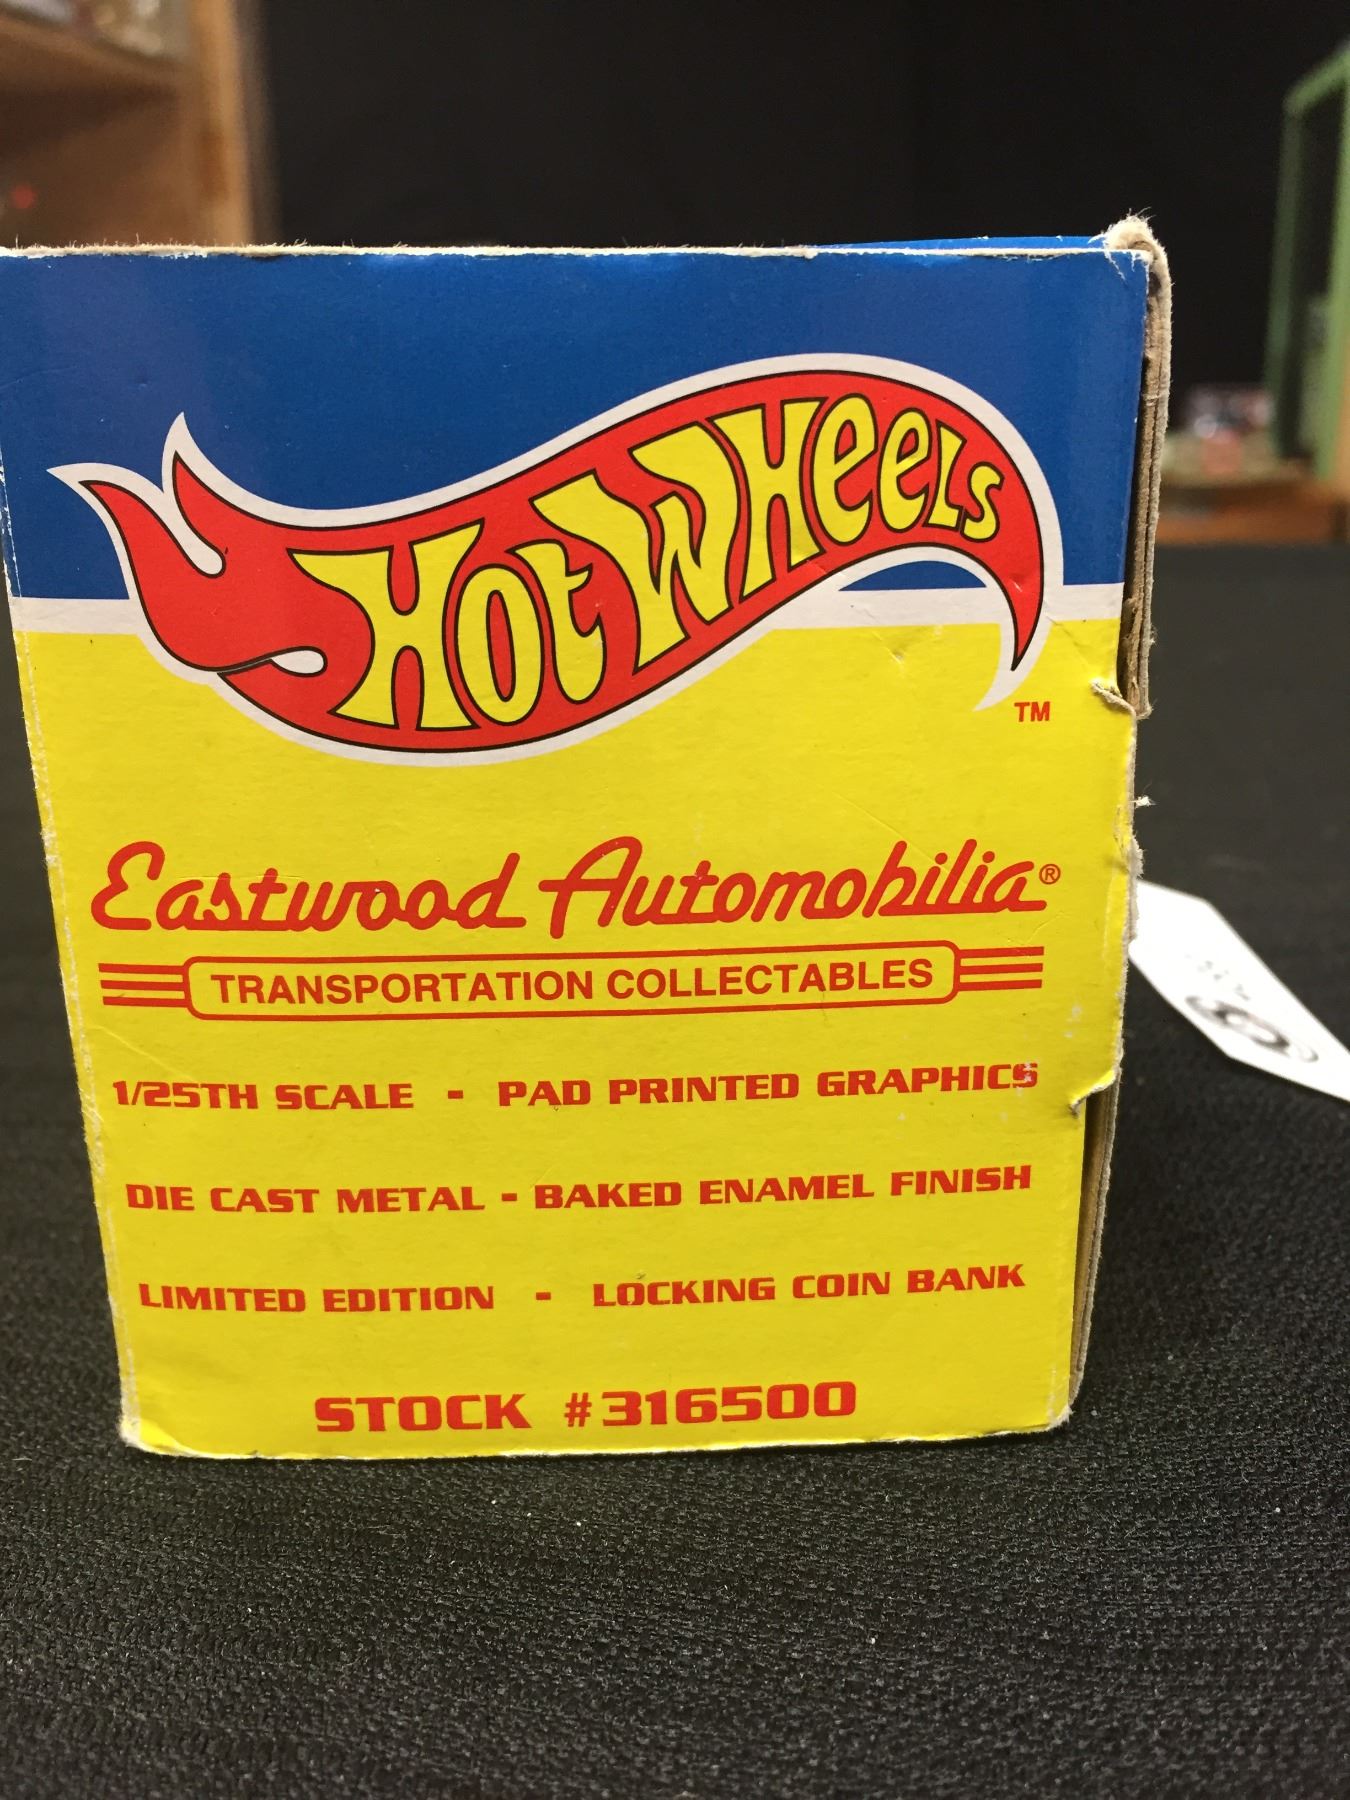 HOT WHEELS
TM
Eastwood Automobilia®
TRANSPORTATION COLLECTABLES
1/25TH SCALE - PAD PRINTED GRAPHICS
DIE CAST METAL - BAKED ENAMEL FINISH
LIMITED EDITION - LOCKING COIN BANK
STOCK #316500